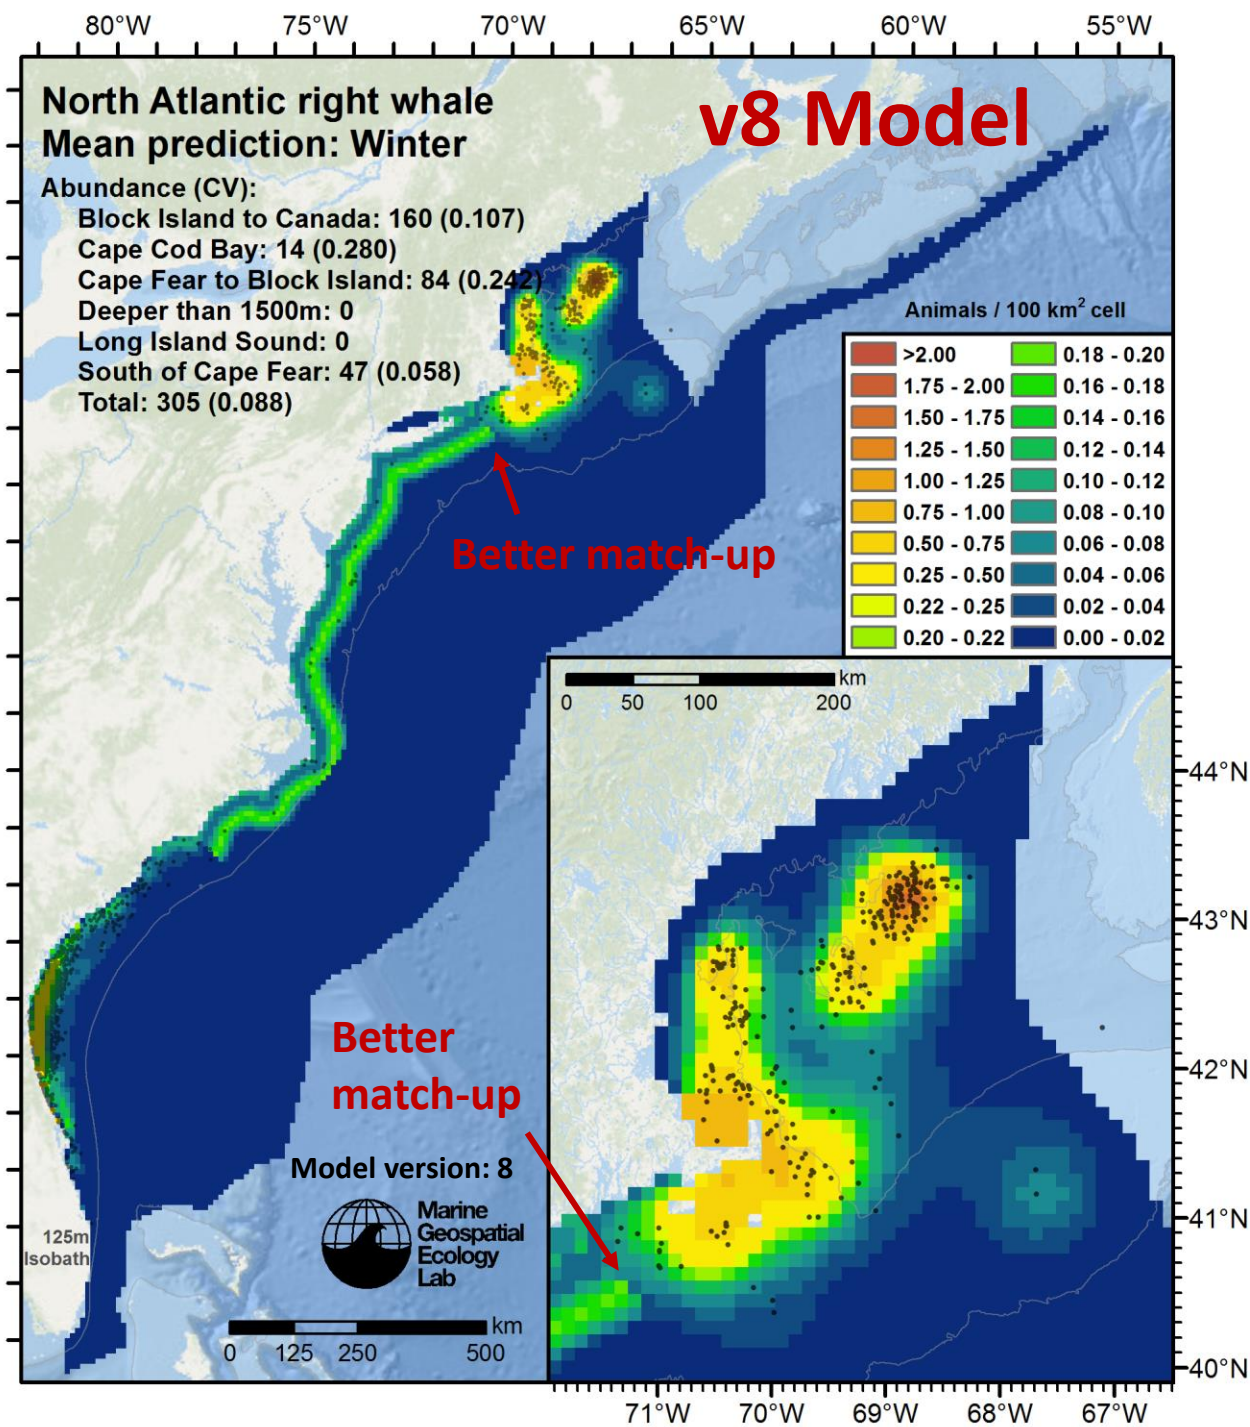 80°W 75°W 70°W 65°W 60°W 55°W
North Atlantic right whale
Mean prediction: Winter
v8 Model
Abundance (CV):
Block Island to Canada: 160 (0.107)
Cape Cod Bay: 14 (0.280)
Cape Fear to Block Island: 84 (0.242)
Deeper than 1500m: 0
Long Island Sound: 0
South of Cape Fear: 47 (0.058)
Total: 305 (0.088)
Animals / 100 km² cell
>2.00 0.18 - 0.20
1.75 - 2.00 0.16 - 0.18
1.50 - 1.75 0.14 - 0.16
1.25 - 1.50 0.12 - 0.14
1.00 - 1.25 0.10 - 0.12
0.75 - 1.00 0.08 - 0.10
0.50 - 0.75 0.06 - 0.08
0.25 - 0.50 0.04 - 0.06
0.22 - 0.25 0.02 - 0.04
0.20 - 0.22 0.00 - 0.02
Better match-up
km
0 50 100 200
44°N
43°N
42°N
41°N
40°N
Better
match-up
Model version: 8
Marine
Geospatial
Ecology
Lab
125m
Isobath
km
0 125 250 500
71°W 70°W 69°W 68°W 67°W